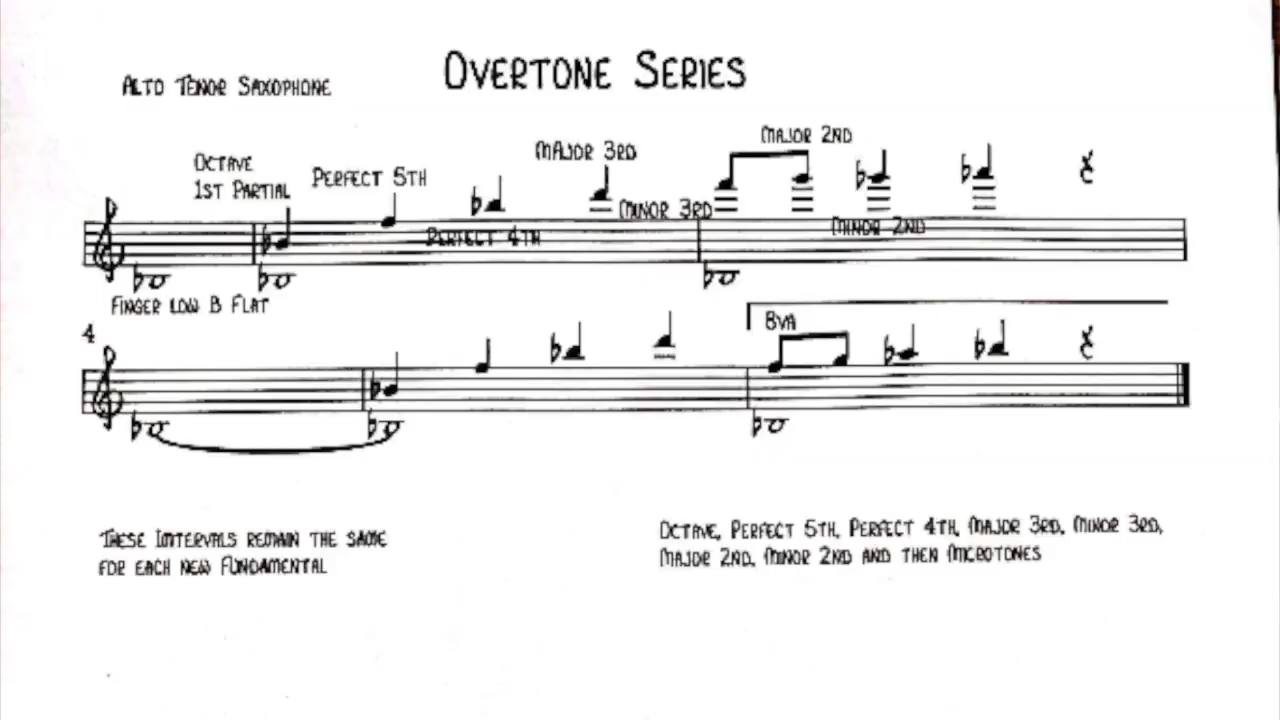 OVERTONE SERIES
ALTO TENOR SAXOPHONE
OCTAVE
1ST PARTIAL
PERFECT 5TH
PERFECT 4TH
MAJOR 3RD
MINOR 3RD
MAJOR 2ND
MINOR 2ND
FINGER LOW B FLAT
4
8VA
THESE INTERVALS REMAIN THE SAME
FOR EACH NEW FUNDAMENTAL
OCTAVE, PERFECT 5TH, PERFECT 4TH, MAJOR 3RD, MINOR 3RD,
MAJOR 2ND, MINOR 2ND AND THEN MICROTONES